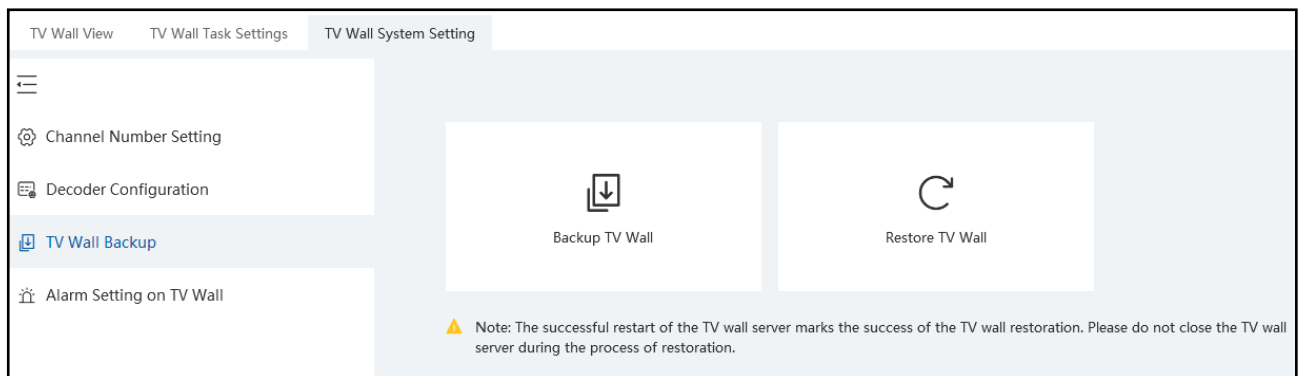 TV Wall View TV Wall Task Settings TV Wall System Setting
Channel Number Setting
Decoder Configuration
TV Wall Backup
Alarm Setting on TV Wall
Backup TV Wall
Restore TV Wall
Note: The successful restart of the TV wall server marks the success of the TV wall restoration. Please do not close the TV wall
server during the process of restoration.